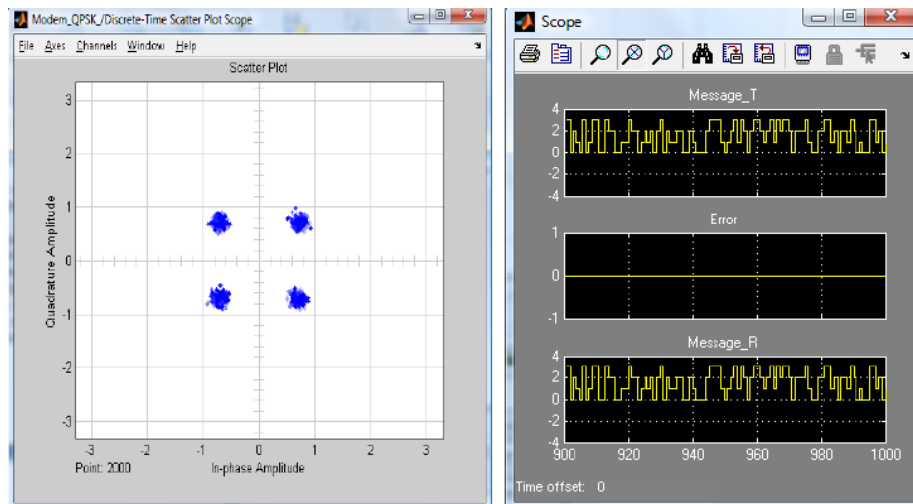 Modem_QPSK_/Discrete-Time Scatter Plot Scope
File Axes Channels Window Help
Scatter Plot
3
2
1
0
-1
-2
-3
Quadrature Amplitude
-3 -2 -1 0 1 2 3
Point: 2000 In-phase Amplitude
Scope
Message_T
4
2
0
-2
-4
Error
1
0
-1
Message_R
4
2
0
-2
-4
900 920 940 960 980 1000
Time offset: 0